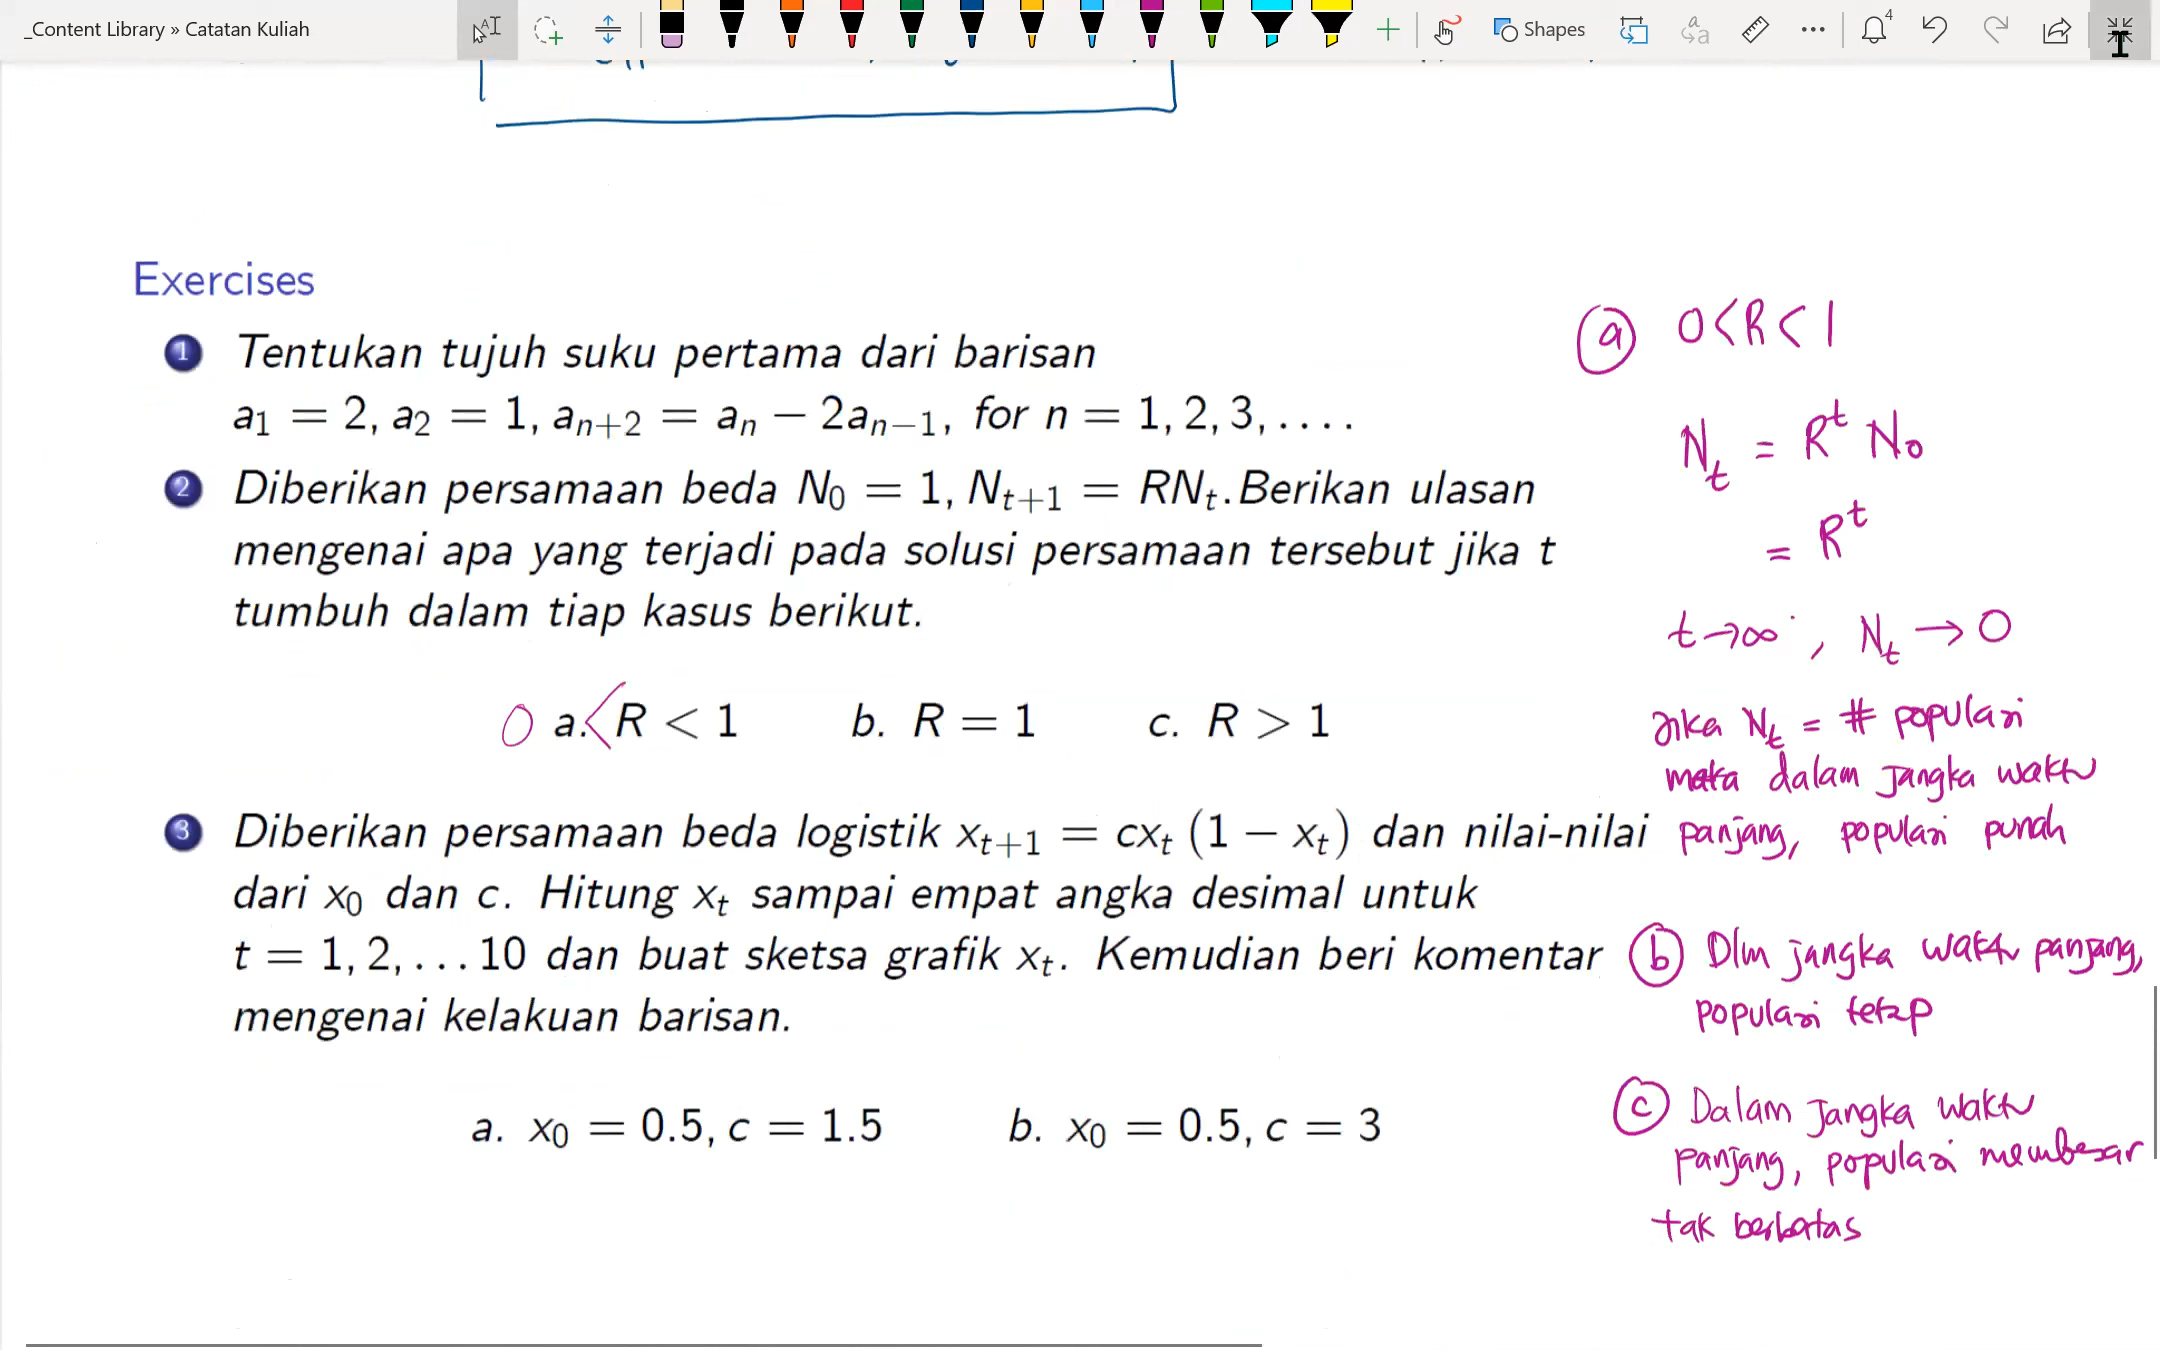 _Content Library » Catatan Kuliah
Shapes
4
Exercises
1 Tentukan tujuh suku pertama dari barisan
a1 = 2, a2 = 1, an+2 = an − 2an−1, for n = 1, 2, 3, . . . .
2 Diberikan persamaan beda N0 = 1, Nt+1 = RNt.Berikan ulasan
mengenai apa yang terjadi pada solusi persamaan tersebut jika t
tumbuh dalam tiap kasus berikut.
0 a. < R < 1 b. R = 1 c. R > 1
3 Diberikan persamaan beda logistik xt+1 = cxt (1 − xt) dan nilai-nilai
dari x0 dan c. Hitung xt sampai empat angka desimal untuk
t = 1, 2, . . . 10 dan buat sketsa grafik xt. Kemudian beri komentar
mengenai kelakuan barisan.
a. x0 = 0.5, c = 1.5 b. x0 = 0.5, c = 3
(a) 0 < R < 1
Nt = R^t N0
= R^t
t → ∞ , Nt → 0
Jika Nt = # populasi
maka dalam jangka waktu
panjang, populasi punah
(b) Dlm jangka waktu panjang,
populasi tetap
(c) Dalam Jangka waktu
panjang, populasi membesar
tak berbatas